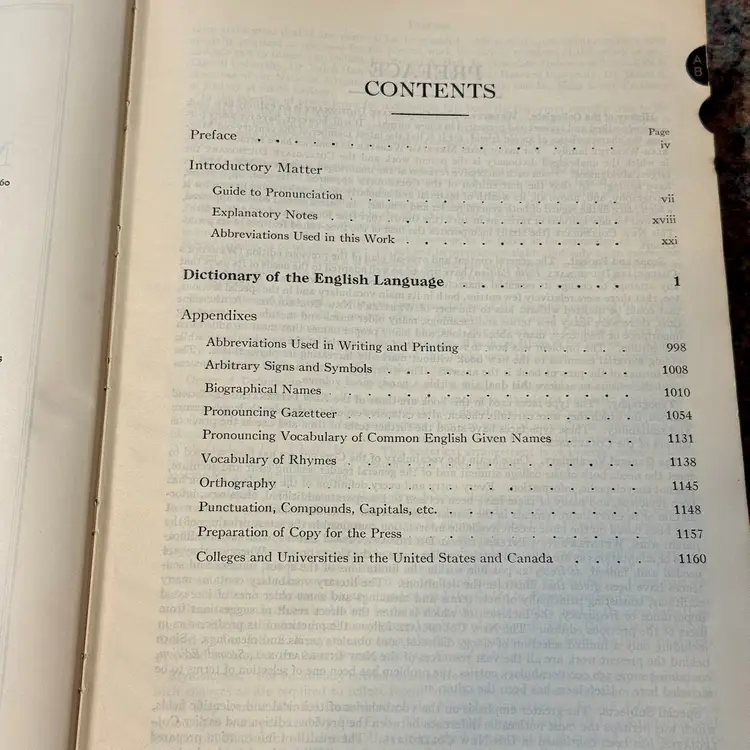 CONTENTS
Page
Preface . . . . . . . . . . . . . . . . . iv
Introductory Matter
Guide to Pronunciation . . . . . . . . . . . . vii
Explanatory Notes . . . . . . . . . . . . . xviii
Abbreviations Used in this Work . . . . . . . . . . xxi
Dictionary of the English Language . . . . . . . . 1
Appendixes
Abbreviations Used in Writing and Printing . . . . . . . 998
Arbitrary Signs and Symbols . . . . . . . . . . 1008
Biographical Names . . . . . . . . . . . . 1010
Pronouncing Gazetteer . . . . . . . . . . . . 1054
Pronouncing Vocabulary of Common English Given Names . . . . 1131
Vocabulary of Rhymes . . . . . . . . . . . 1138
Orthography . . . . . . . . . . . . . 1145
Punctuation, Compounds, Capitals, etc. . . . . . . . . 1148
Preparation of Copy for the Press . . . . . . . . . 1157
Colleges and Universities in the United States and Canada . . . . 1160
A
B